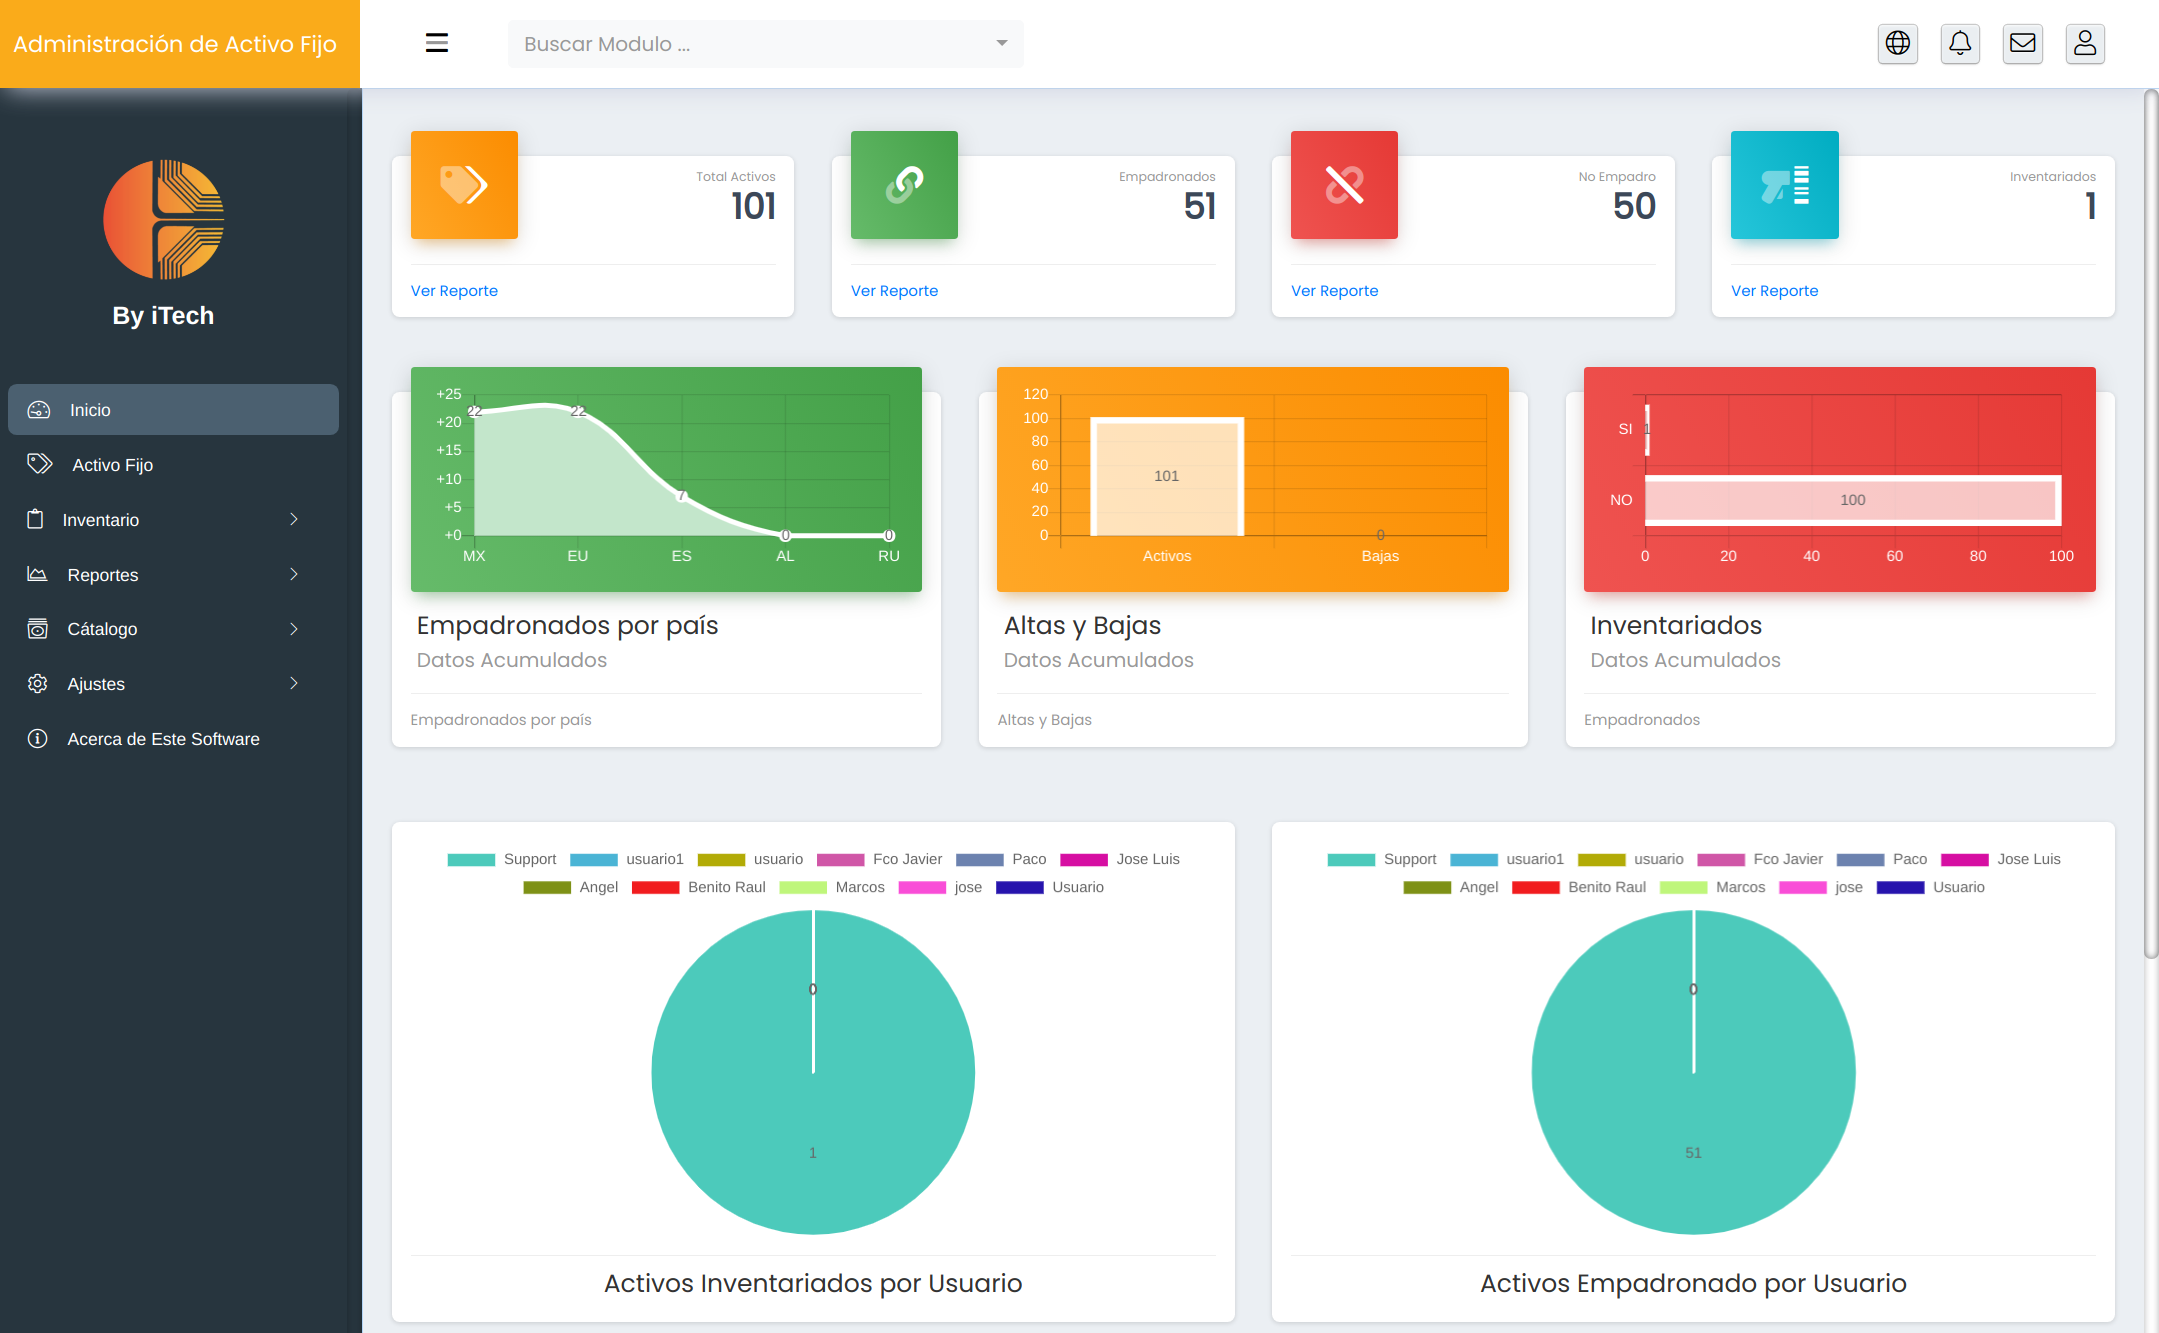 Administración de Activo Fijo
Buscar Modulo ...
By iTech
Inicio
Activo Fijo
Inventario
Reportes
Cátalogo
Ajustes
Acerca de Este Software
Total Activos
101
Ver Reporte
Empadronados
51
Ver Reporte
No Empadro
50
Ver Reporte
Inventariados
1
Ver Reporte
+25
+20
+15
+10
+5
+0
22
22
7
0
0
MX EU ES AL RU
Empadronados por país
Datos Acumulados
Empadronados por país
120
100
80
60
40
20
0
101
0
Activos Bajas
Altas y Bajas
Datos Acumulados
Altas y Bajas
SI
1
NO
100
0 20 40 60 80 100
Inventariados
Datos Acumulados
Empadronados
Support usuario1 usuario Fco Javier Paco Jose Luis
Angel Benito Raul Marcos jose Usuario
0
1
Activos Inventariados por Usuario
Support usuario1 usuario Fco Javier Paco Jose Luis
Angel Benito Raul Marcos jose Usuario
0
51
Activos Empadronado por Usuario